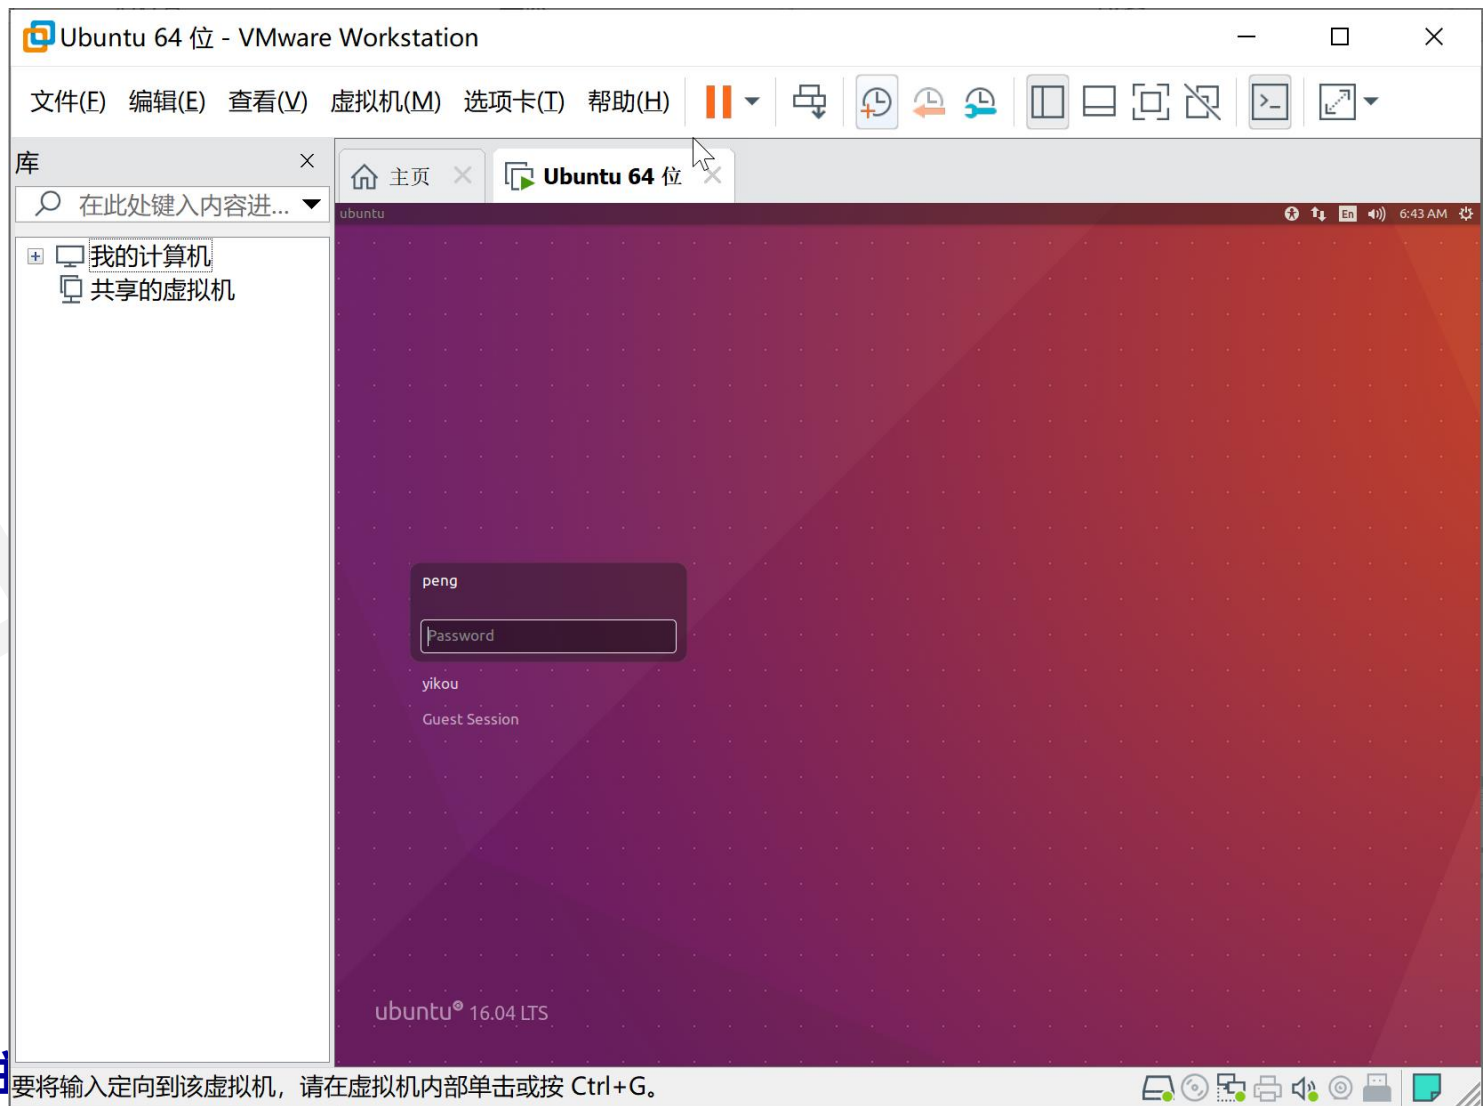 Ubuntu 64 位 - VMware Workstation
文件(F) 编辑(E) 查看(V) 虚拟机(M) 选项卡(T) 帮助(H)
库
主页
Ubuntu 64 位
在此处键入内容进...
ubuntu
En
6:43 AM
我的计算机
共享的虚拟机
peng
Password
yikou
Guest Session
ubuntu® 16.04 LTS
要将输入定向到该虚拟机，请在虚拟机内部单击或按 Ctrl+G。